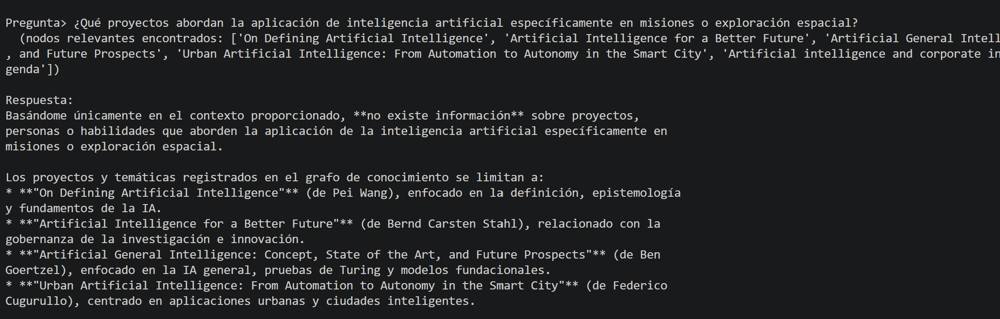 Pregunta> ¿Qué proyectos abordan la aplicación de inteligencia artificial específicamente en misiones o exploración espacial?
(nodos relevantes encontrados: ['On Defining Artificial Intelligence', 'Artificial Intelligence for a Better Future', 'Artificial General Intell
, and Future Prospects', 'Urban Artificial Intelligence: From Automation to Autonomy in the Smart City', 'Artificial intelligence and corporate in
genda'])
Respuesta:
Basándome únicamente en el contexto proporcionado, **no existe información** sobre proyectos,
personas o habilidades que aborden la aplicación de la inteligencia artificial específicamente en
misiones o exploración espacial.
Los proyectos y temáticas registrados en el grafo de conocimiento se limitan a:
* **"On Defining Artificial Intelligence"** (de Pei Wang), enfocado en la definición, epistemología
y fundamentos de la IA.
* **"Artificial Intelligence for a Better Future"** (de Bernd Carsten Stahl), relacionado con la
gobernanza de la investigación e innovación.
* **"Artificial General Intelligence: Concept, State of the Art, and Future Prospects"** (de Ben
Goertzel), enfocado en la IA general, pruebas de Turing y modelos fundacionales.
* **"Urban Artificial Intelligence: From Automation to Autonomy in the Smart City"** (de Federico
Cugurullo), centrado en aplicaciones urbanas y ciudades inteligentes.